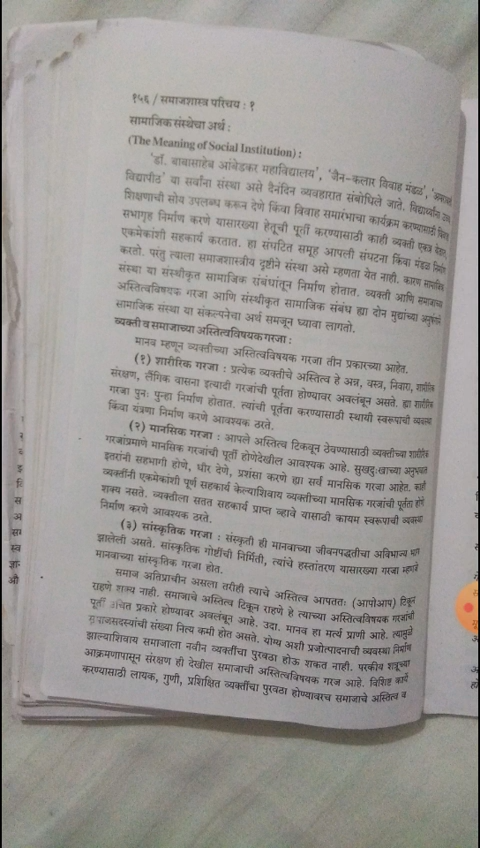 १५६ / समाजशास्त्र परिचय : १
सामाजिक संस्थेचा अर्थ :
(The Meaning of Social Institution) :
'डॉ. बाबासाहेब आंबेडकर महाविद्यालय', 'जैन-कलार विवाह मंडळ',
विद्यापीठ' या सर्वांना संस्था असे दैनंदिन व्यवहारात संबोधिले जाते. विद्यार्थ्यांना उच्च
शिक्षणाची सोय उपलब्ध करून देणे किंवा विवाह समारंभाचा कार्यक्रम करण्यासाठी
सभागृह निर्माण करणे यासारख्या हेतूची पूर्ती करण्यासाठी काही व्यक्ती एकत्र येतात,
एकमेकांशी सहकार्य करतात. हा संघटित समूह आपली संघटना किंवा मंडळ निर्माण
करतो. परंतु त्याला समाजशास्त्रीय दृष्टीने संस्था असे म्हणता येत नाही. कारण सामाजिक
संस्था या संस्थीकृत सामाजिक संबंधांतून निर्माण होतात. व्यक्ती आणि समाजाच्या
अस्तित्वविषयक गरजा आणि संस्थीकृत सामाजिक संबंध ह्या दोन मुद्यांच्या अनुषंगाने
सामाजिक संस्था या संकल्पनेचा अर्थ समजून घ्यावा लागतो.
व्यक्ती व समाजाच्या अस्तित्वविषयक गरजा :
मानव म्हणून व्यक्तीच्या अस्तित्वविषयक गरजा तीन प्रकारच्या आहेत.
(१) शारीरिक गरजा : प्रत्येक व्यक्तीचे अस्तित्व हे अन्न, वस्त्र, निवारा, शारीरिक
संरक्षण, लैंगिक वासना इत्यादी गरजांची पूर्तता होण्यावर अवलंबून असते. ह्या शारीरिक
गरजा पुनः पुन्हा निर्माण होतात. त्यांची पूर्तता करण्यासाठी स्थायी स्वरूपाची व्यवस्था
किंवा यंत्रणा निर्माण करणे आवश्यक ठरते.
(२) मानसिक गरजा : आपले अस्तित्व टिकवून ठेवण्यासाठी व्यक्तीच्या शारीरिक
गरजांप्रमाणे मानसिक गरजांची पूर्ती होणेदेखील आवश्यक आहे. सुखदुःखाच्या अनुभवात
इतरांनी सहभागी होणे, धीर देणे, प्रशंसा करणे ह्या सर्व मानसिक गरजा आहेत. काही
व्यक्तींनी एकमेकांशी पूर्ण सहकार्य केल्याशिवाय व्यक्तीच्या मानसिक गरजांची पूर्तता होणे
शक्य नसते. व्यक्तीला सतत सहकार्य प्राप्त व्हावे यासाठी कायम स्वरूपाची व्यवस्था
निर्माण करणे आवश्यक ठरते.
(३) सांस्कृतिक गरजा : संस्कृती ही मानवाच्या जीवनपद्धतीचा अविभाज्य भाग
झालेली असते. सांस्कृतिक गोष्टींची निर्मिती, त्यांचे हस्तांतरण यासारख्या गरजा म्हणजे
मानवाच्या सांस्कृतिक गरजा होत.
समाज अतिप्राचीन असला तरीही त्याचे अस्तित्व आपततः (आपोआप) टिकून
राहणे शक्य नाही. समाजाचे अस्तित्व टिकून राहणे हे त्याच्या अस्तित्वविषयक गरजांची
पूर्ती उचित प्रकारे होण्यावर अवलंबून आहे. उदा. मानव हा मर्त्य प्राणी आहे. त्यामुळे
समाजसदस्यांची संख्या नित्य कमी होत असते. योग्य अशी प्रजोत्पादनाची व्यवस्था निर्माण
झाल्याशिवाय समाजाला नवीन व्यक्तींचा पुरवठा होऊ शकत नाही. परकीय शत्रूच्या
आक्रमणापासून संरक्षण ही देखील समाजाची अस्तित्वविषयक गरज आहे. विशिष्ट कार्य
करण्यासाठी लायक, गुणी, प्रशिक्षित व्यक्तींचा पुरवठा होण्यावरच समाजाचे अस्तित्व व